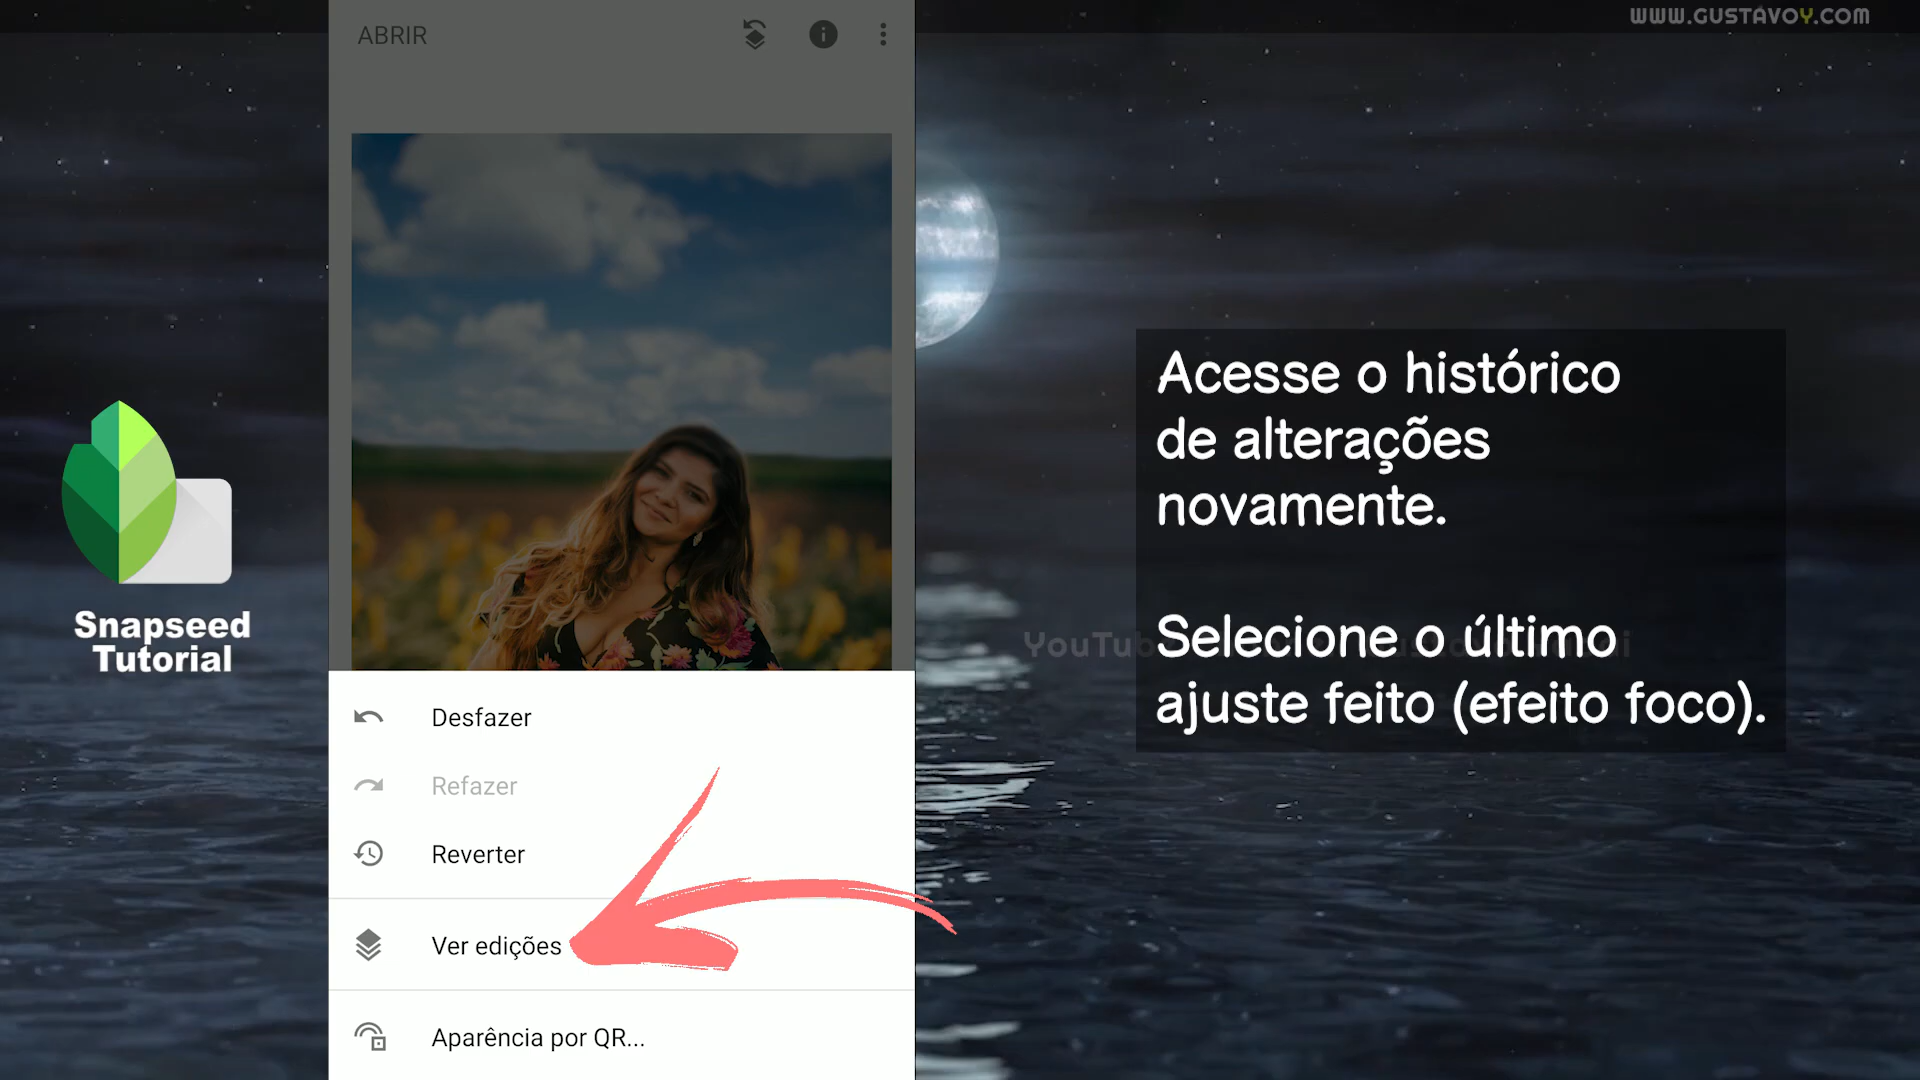 WWW.GUSTAVOY.COM
ABRIR
Acesse o histórico
de alterações
novamente.
Selecione o último
ajuste feito (efeito foco).
YouTub
Snapseed
Tutorial
Desfazer
Refazer
Reverter
Ver edições
Aparência por QR...